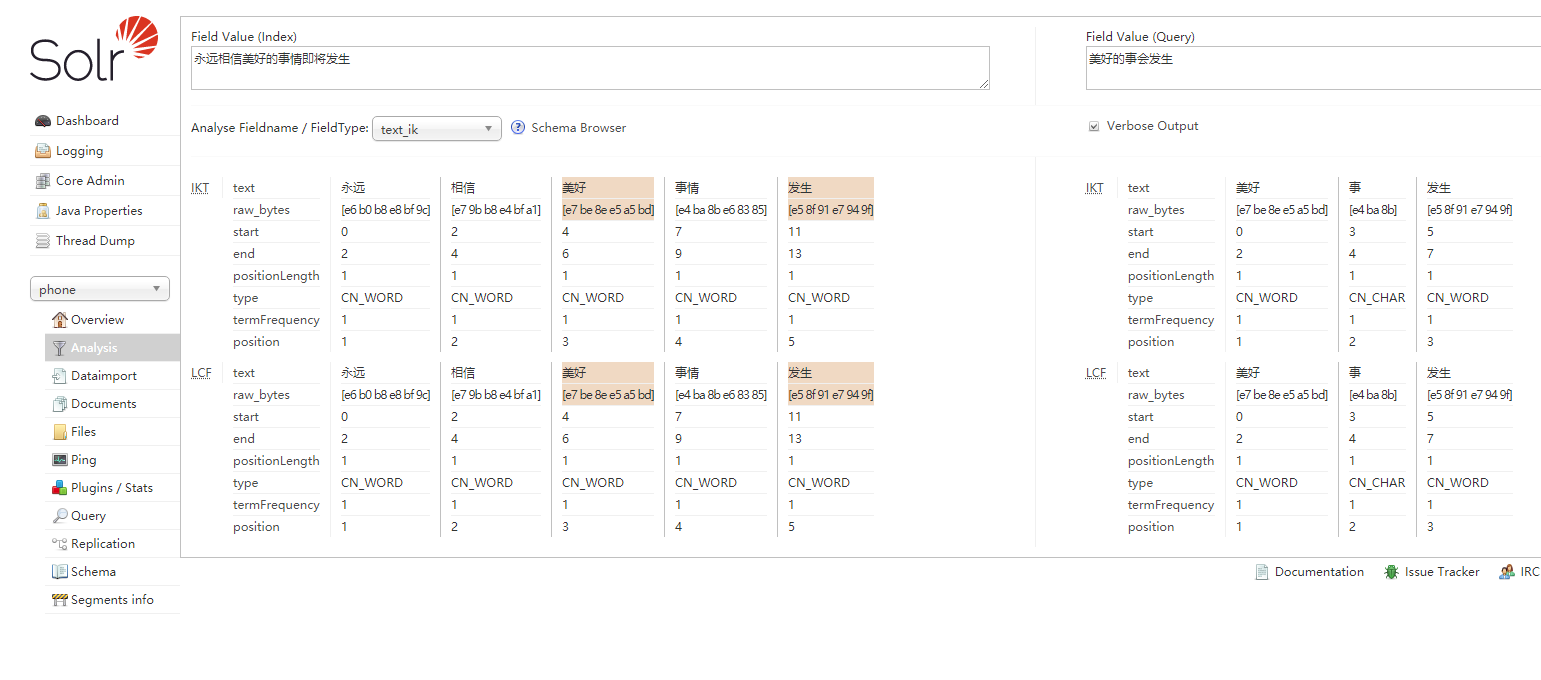 Solr
Dashboard
Logging
Core Admin
Java Properties
Thread Dump
phone
Overview
Analysis
Dataimport
Documents
Files
Ping
Plugins / Stats
Query
Replication
Schema
Segments info
Field Value (Index)
永远相信美好的事情即将发生
Field Value (Query)
美好的事会发生
Analyse Fieldname / FieldType: text_ik ? Schema Browser
Verbose Output
IKT text 永远 相信 美好 事情 发生
raw_bytes [e6 b0 b8 e8 bf 9c] [e7 9b b8 e4 bf a1] [e7 be 8e e5 a5 bd] [e4 ba 8b e6 83 85] [e5 8f 91 e7 94 9f]
start 0 2 4 7 11
end 2 4 6 9 13
positionLength 1 1 1 1 1
type CN_WORD CN_WORD CN_WORD CN_WORD CN_WORD
termFrequency 1 1 1 1 1
position 1 2 3 4 5
LCF text 永远 相信 美好 事情 发生
raw_bytes [e6 b0 b8 e8 bf 9c] [e7 9b b8 e4 bf a1] [e7 be 8e e5 a5 bd] [e4 ba 8b e6 83 85] [e5 8f 91 e7 94 9f]
start 0 2 4 7 11
end 2 4 6 9 13
positionLength 1 1 1 1 1
type CN_WORD CN_WORD CN_WORD CN_WORD CN_WORD
termFrequency 1 1 1 1 1
position 1 2 3 4 5
IKT text 美好 事 发生
raw_bytes [e7 be 8e e5 a5 bd] [e4 ba 8b] [e5 8f 91 e7 94 9f]
start 0 3 5
end 2 4 7
positionLength 1 1 1
type CN_WORD CN_CHAR CN_WORD
termFrequency 1 1 1
position 1 2 3
LCF text 美好 事 发生
raw_bytes [e7 be 8e e5 a5 bd] [e4 ba 8b] [e5 8f 91 e7 94 9f]
start 0 3 5
end 2 4 7
positionLength 1 1 1
type CN_WORD CN_CHAR CN_WORD
termFrequency 1 1 1
position 1 2 3
Documentation Issue Tracker IRC